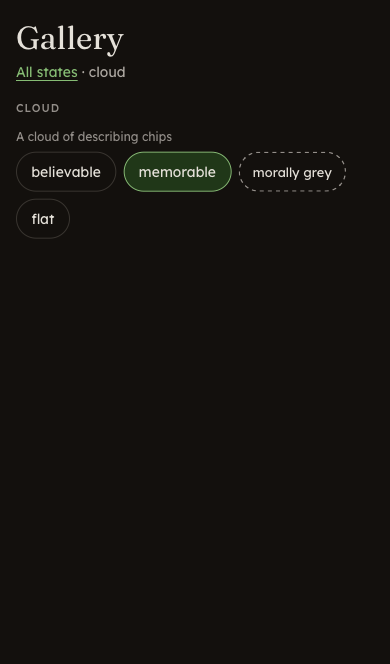 Gallery
All states · cloud
CLOUD
A cloud of describing chips
believable memorable morally grey
flat